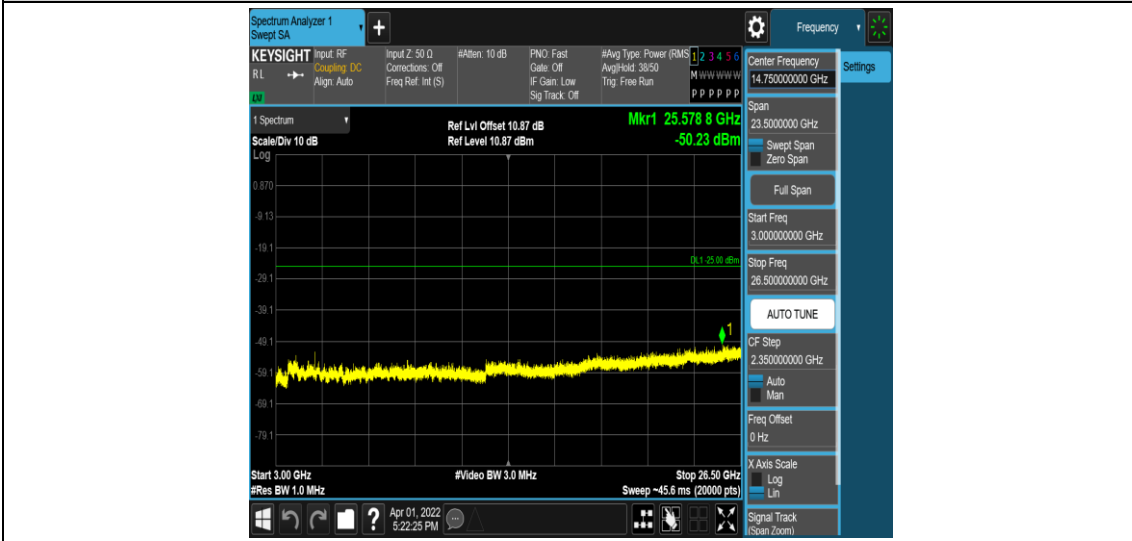 Spectrum Analyzer 1
Swept SA
+
Frequency
KEYSIGHT
RL
LNI
Input: RF
Coupling: DC
Align: Auto
Input Z: 50 Ω
Corrections: Off
Freq Ref: Int (S)
#Atten: 10 dB
PNO: Fast
Gate: Off
IF Gain: Low
Sig Track: Off
#Avg Type: Power (RMS
Avg|Hold: 38/50
Trig: Free Run
1 2 3 4 5 6
M W W W W W
P P P P P P
1 Spectrum
Scale/Div 10 dB
Log
Ref Lvl Offset 10.87 dB
Ref Level 10.87 dBm
Mkr1 25.578 8 GHz
-50.23 dBm
0.870
-9.13
-19.1
DL1 -25.00 dBm
-29.1
-39.1
1
-49.1
-59.1
-69.1
-79.1
Start 3.00 GHz
#Video BW 3.0 MHz
Stop 26.50 GHz
#Res BW 1.0 MHz
Sweep ~45.6 ms (20000 pts)
?
Apr 01, 2022
5:22:25 PM
Center Frequency
14.750000000 GHz
Settings
Span
23.5000000 GHz
Swept Span
Zero Span
Full Span
Start Freq
3.000000000 GHz
Stop Freq
26.500000000 GHz
AUTO TUNE
CF Step
2.350000000 GHz
Auto
Man
Freq Offset
0 Hz
X Axis Scale
Log
Lin
Signal Track
(Span Zoom)